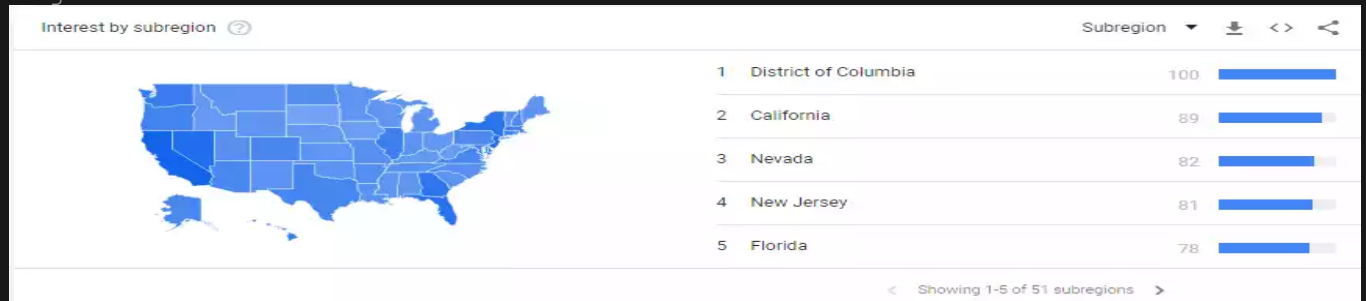 Interest by subregion ?
Subregion
1 District of Columbia 100
2 California 89
3 Nevada 82
4 New Jersey 81
5 Florida 78
Showing 1-5 of 51 subregions